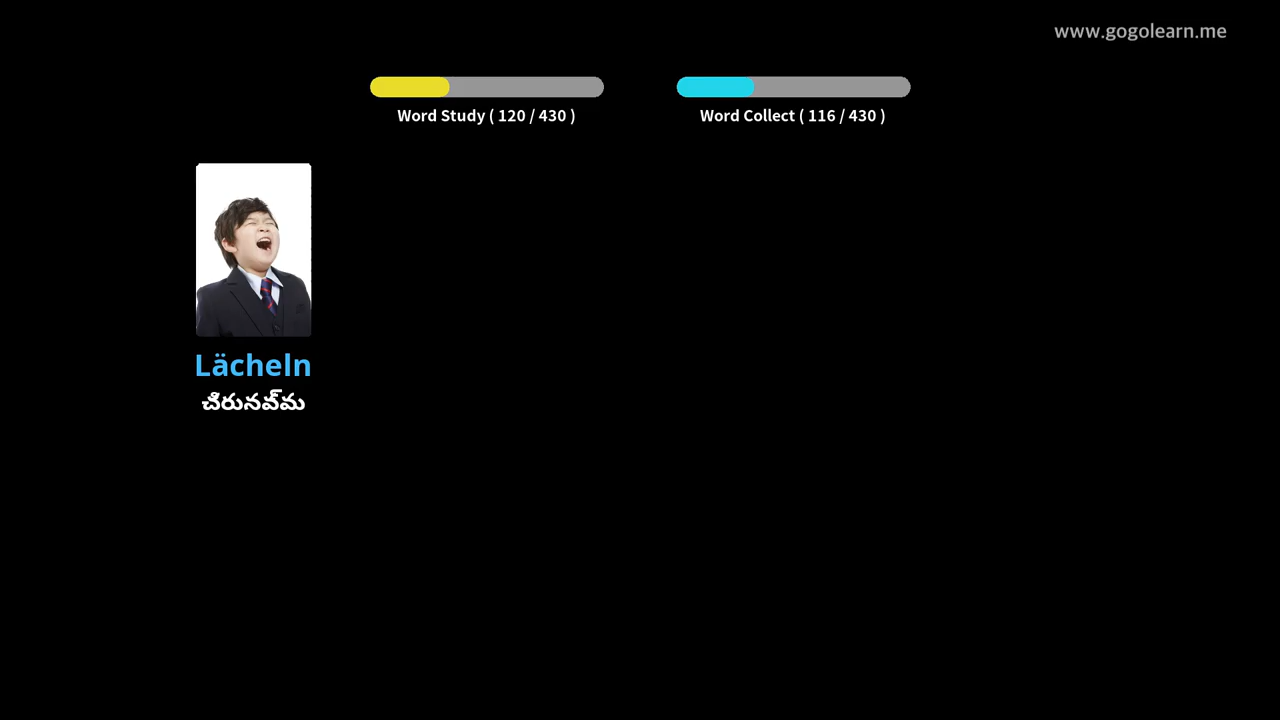 www.gogolearn.me
Word Study ( 120 / 430 )
Word Collect ( 116 / 430 )
Lächeln
చిరునవ్మ